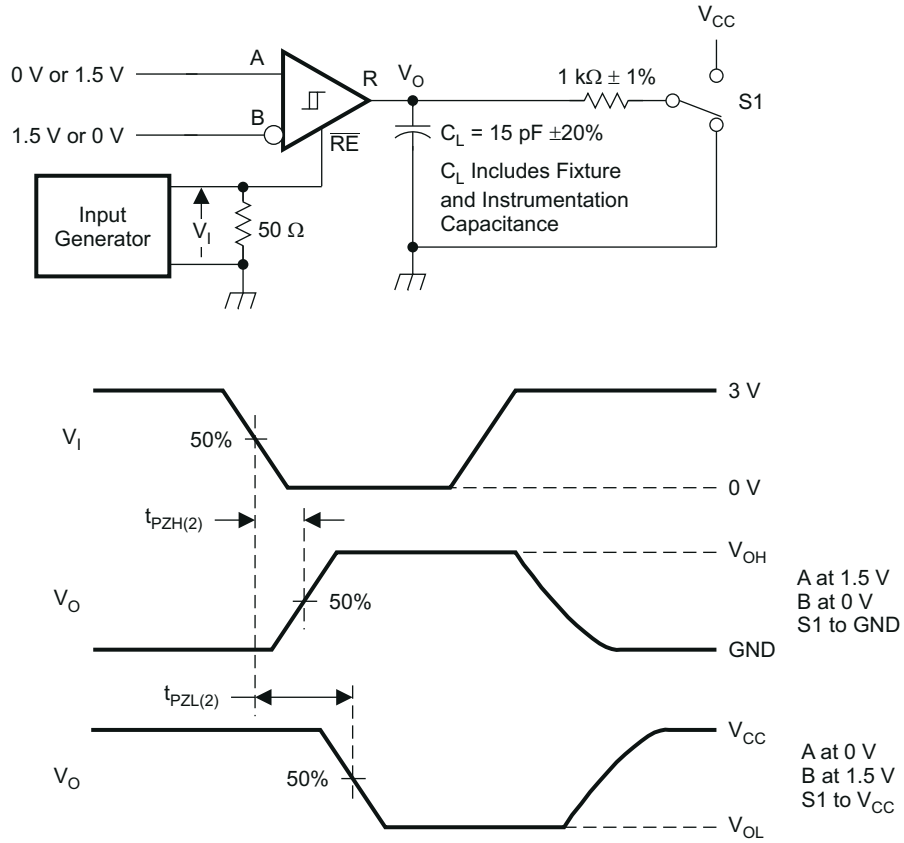 V_CC
0 V or 1.5 V
A
R
V_O
1 kΩ ± 1%
S1
1.5 V or 0 V
B
R̅E̅
C_L = 15 pF ±20%
C_L Includes Fixture
and Instrumentation
Capacitance
Input
Generator
V_I
50 Ω
3 V
V_I
50%
0 V
t_PZH(2)
V_OH
V_O
50%
GND
A at 1.5 V
B at 0 V
S1 to GND
t_PZL(2)
V_CC
V_O
50%
V_OL
A at 0 V
B at 1.5 V
S1 to V_CC